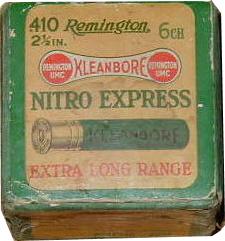 .410 Remington 6CH
2½ IN.
REMINGTON UMC KLEANBORE REMINGTON UMC
NITRO EXPRESS
KLEANBORE
EXTRA LONG RANGE